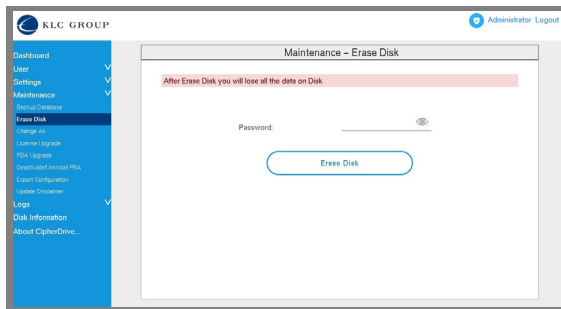 KLC GROUP
Administrator Logout
Dashboard
User
Settings
Maintenance
Backup Database
Erase Disk
Change AK
License Upgrade
PBA Upgrade
Deactivate/Uninstall PBA
Export Configuration
Update Disclaimer
Logs
Disk Information
About CipherDrive...
Maintenance – Erase Disk
After Erase Disk you will lose all the data on Disk
Password:
Erase Disk